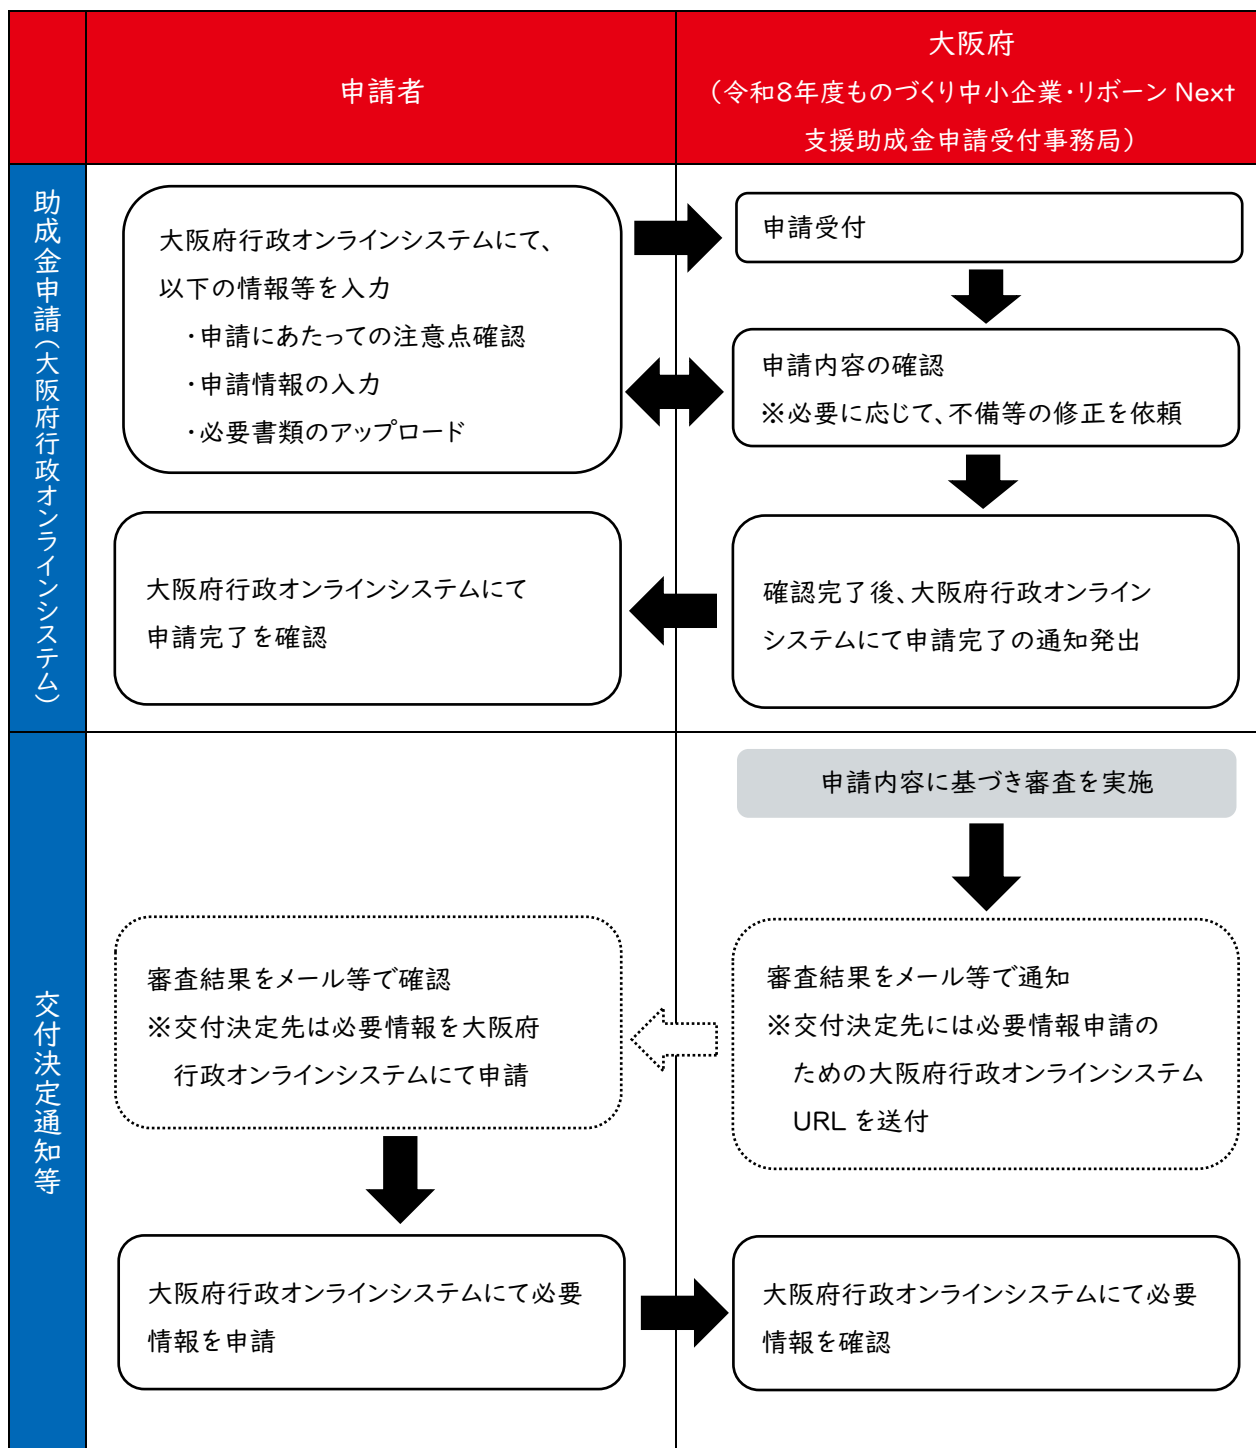 申請者
大阪府
（令和8年度ものづくり中小企業・リボーン Next
支援助成金申請受付事務局）
助成金申請（大阪府行政オンラインシステム）
大阪府行政オンラインシステムにて、
以下の情報等を入力
・申請にあたっての注意点確認
・申請情報の入力
・必要書類のアップロード
申請受付
申請内容の確認
※必要に応じて、不備等の修正を依頼
確認完了後、大阪府行政オンライン
システムにて申請完了の通知発出
大阪府行政オンラインシステムにて
申請完了を確認
交付決定通知等
申請内容に基づき審査を実施
審査結果をメール等で通知
※交付決定先には必要情報申請の
ための大阪府行政オンラインシステム
URL を送付
審査結果をメール等で確認
※交付決定先は必要情報を大阪府
行政オンラインシステムにて申請
大阪府行政オンラインシステムにて必要
情報を申請
大阪府行政オンラインシステムにて必要
情報を確認